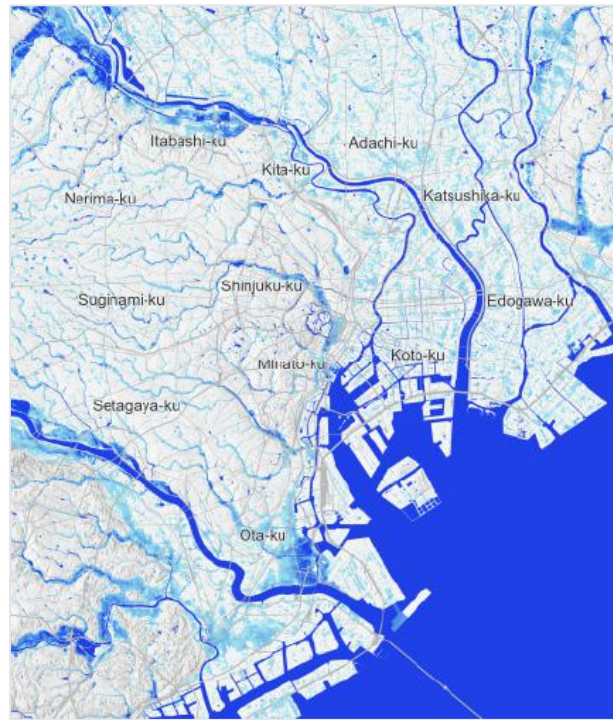 Itabashi-ku
Adachi-ku
Kita-ku
Nerima-ku
Katsushika-ku
Shinjuku-ku
Suginami-ku
Edogawa-ku
Minato-ku
Koto-ku
Setagaya-ku
Ota-ku